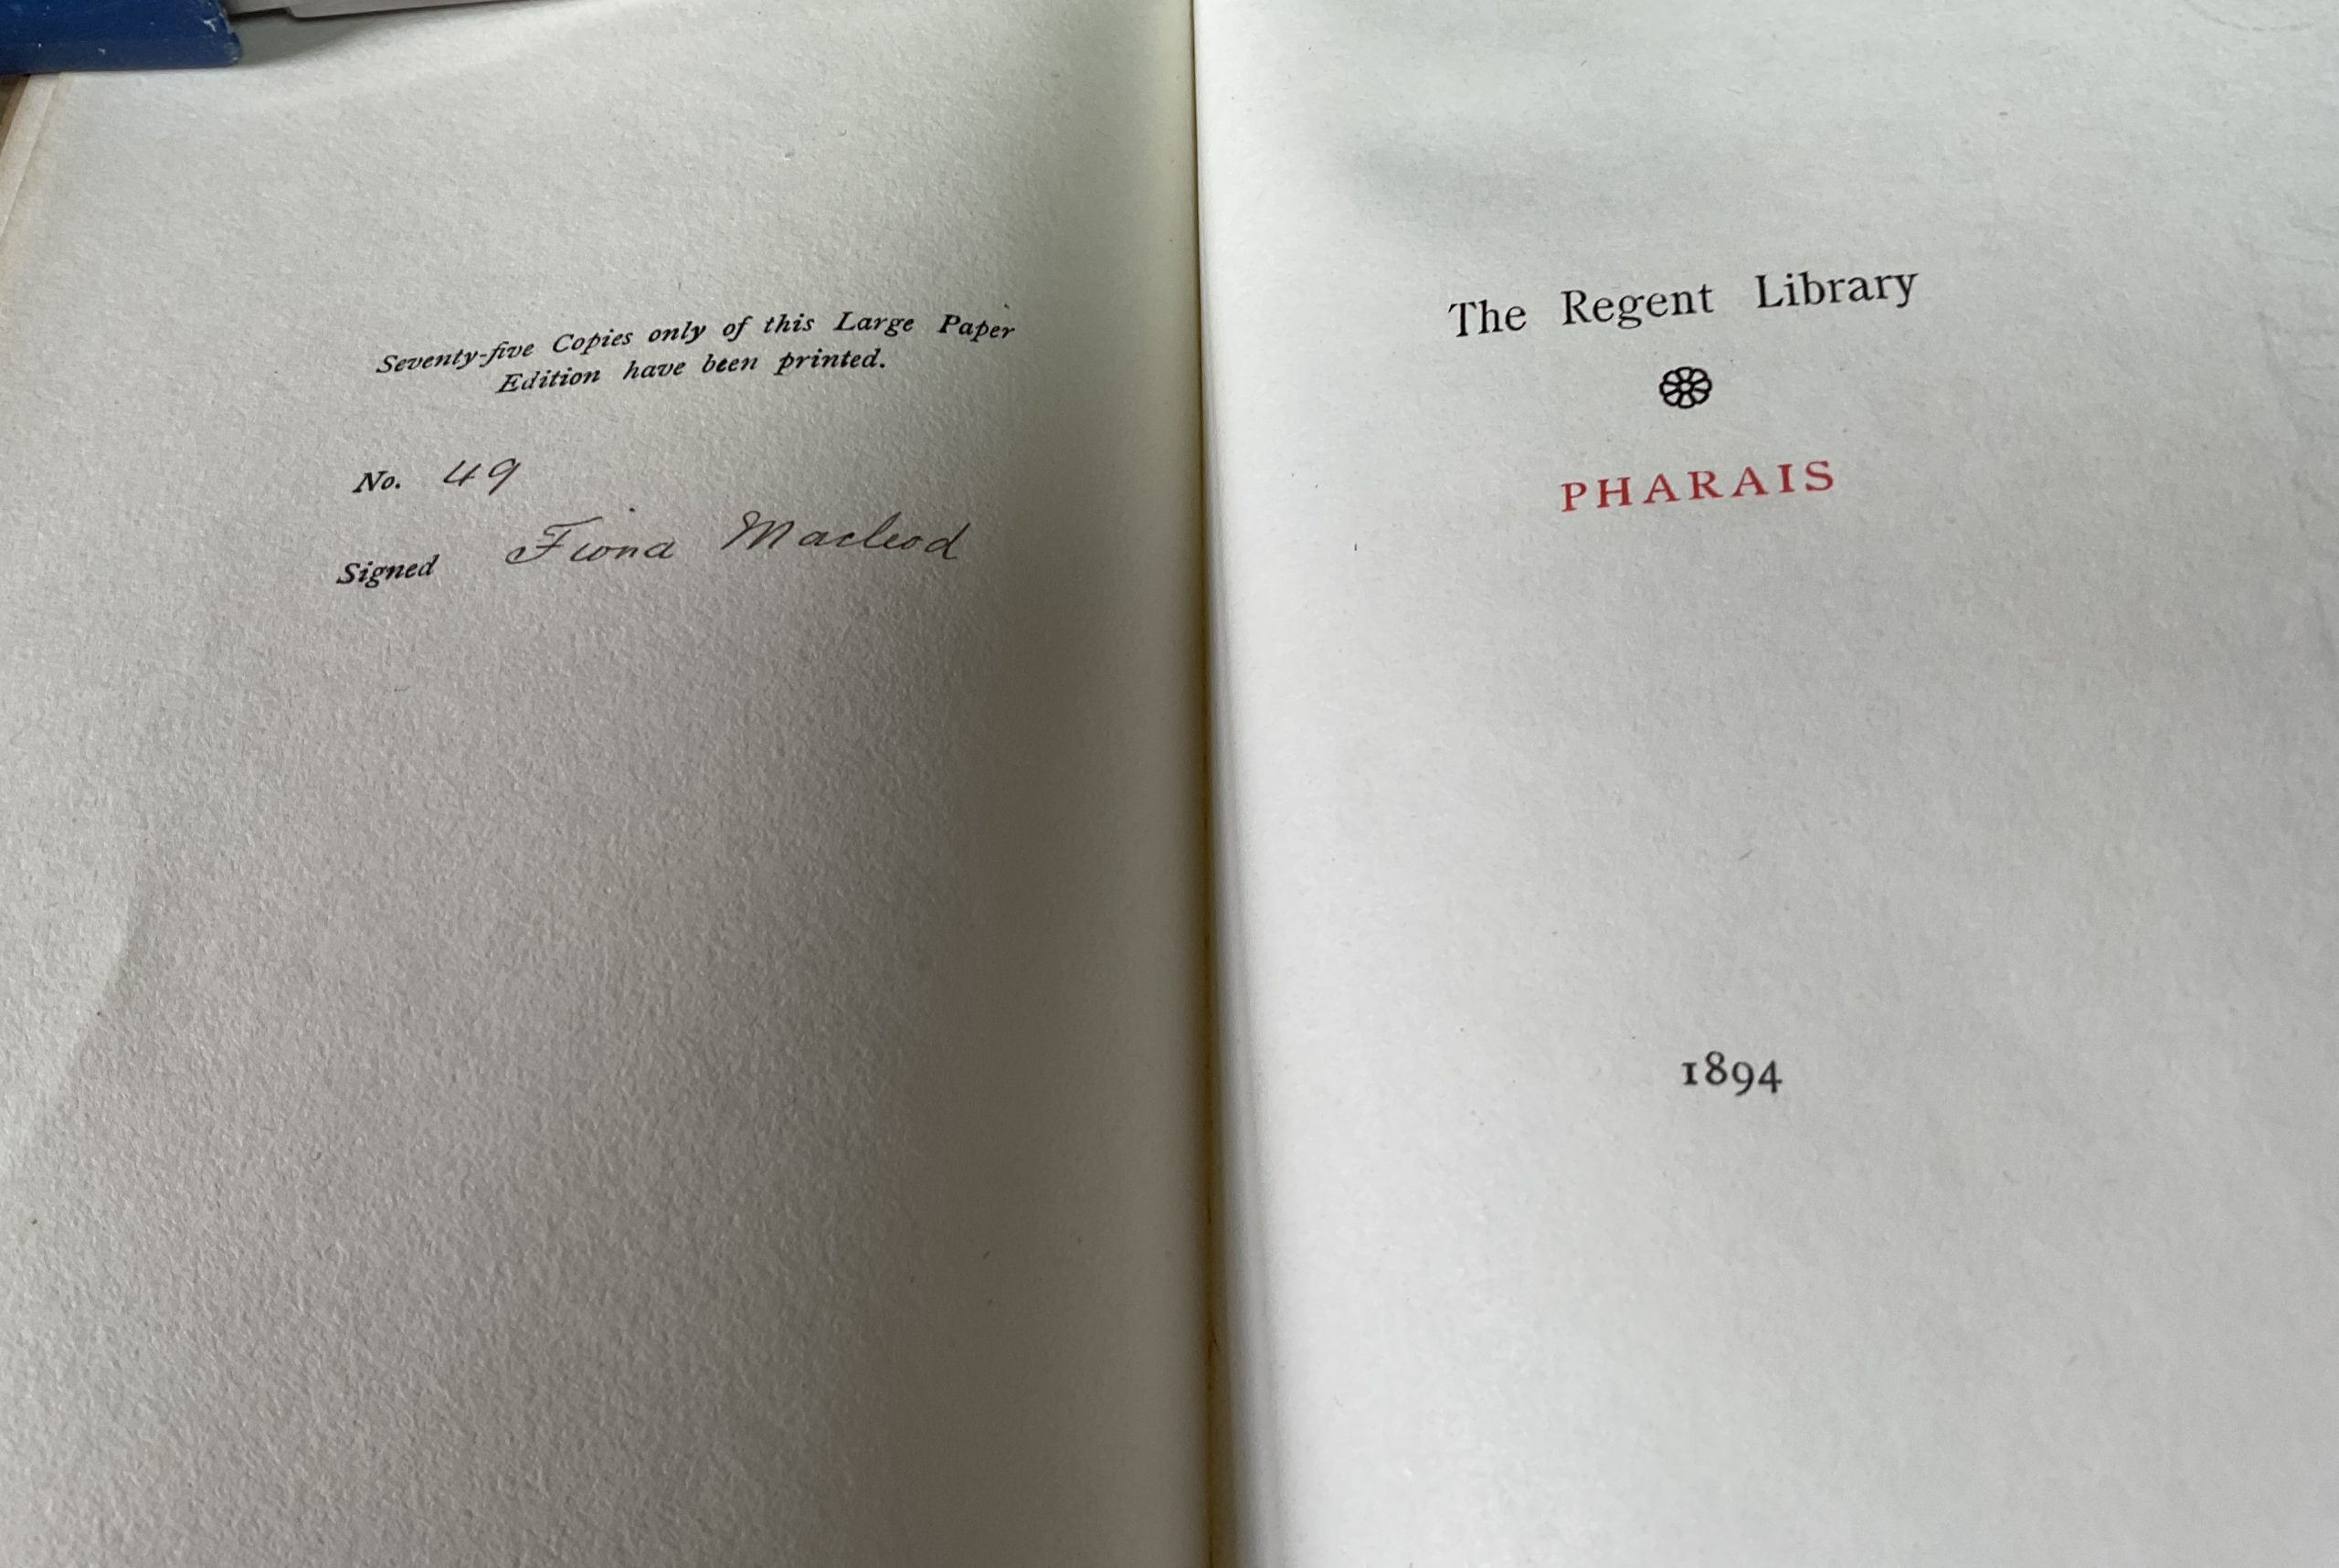 Seventy-five Copies only of this Large Paper
Edition have been printed.
No. 49
Signed Fiona Macleod
The Regent Library
PHARAIS
1894